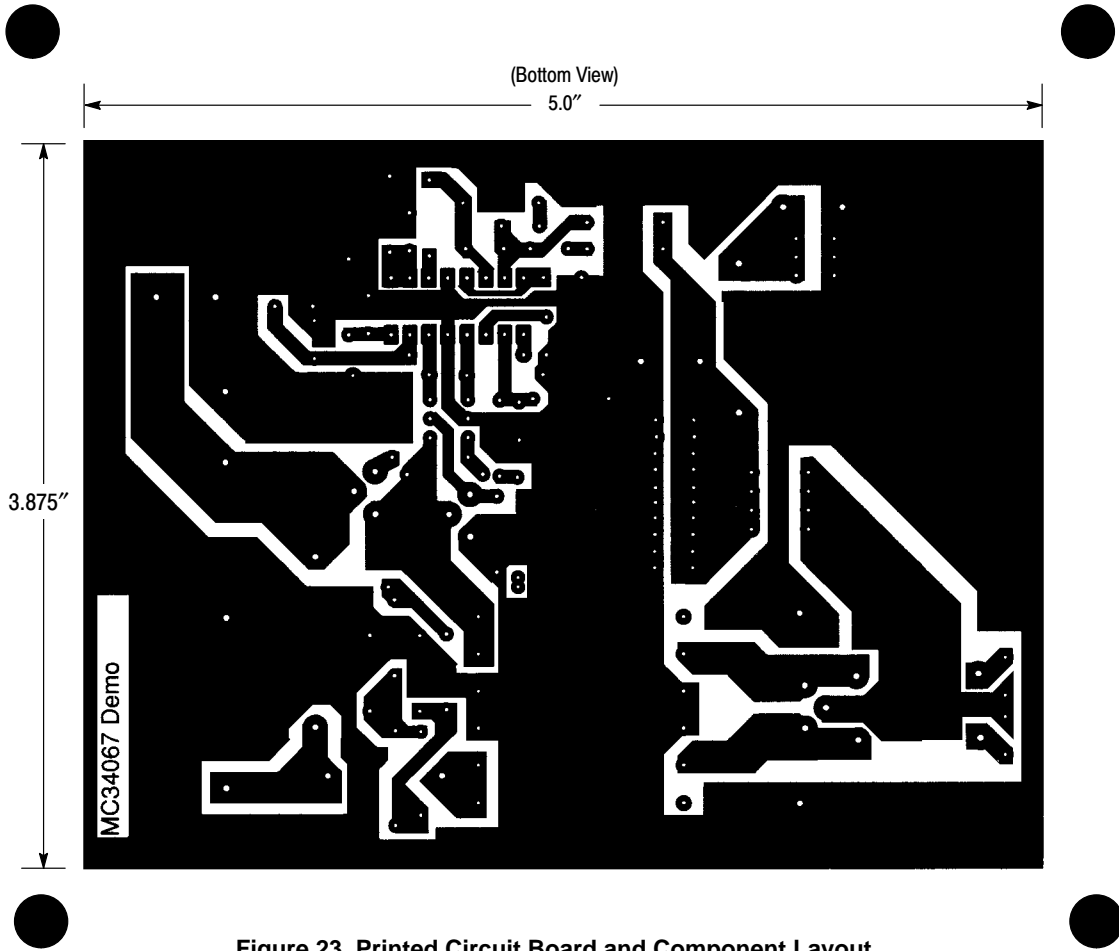 (Bottom View)
5.0″
3.875″
MC34067 Demo
Figure 23. Printed Circuit Board and Component Layout